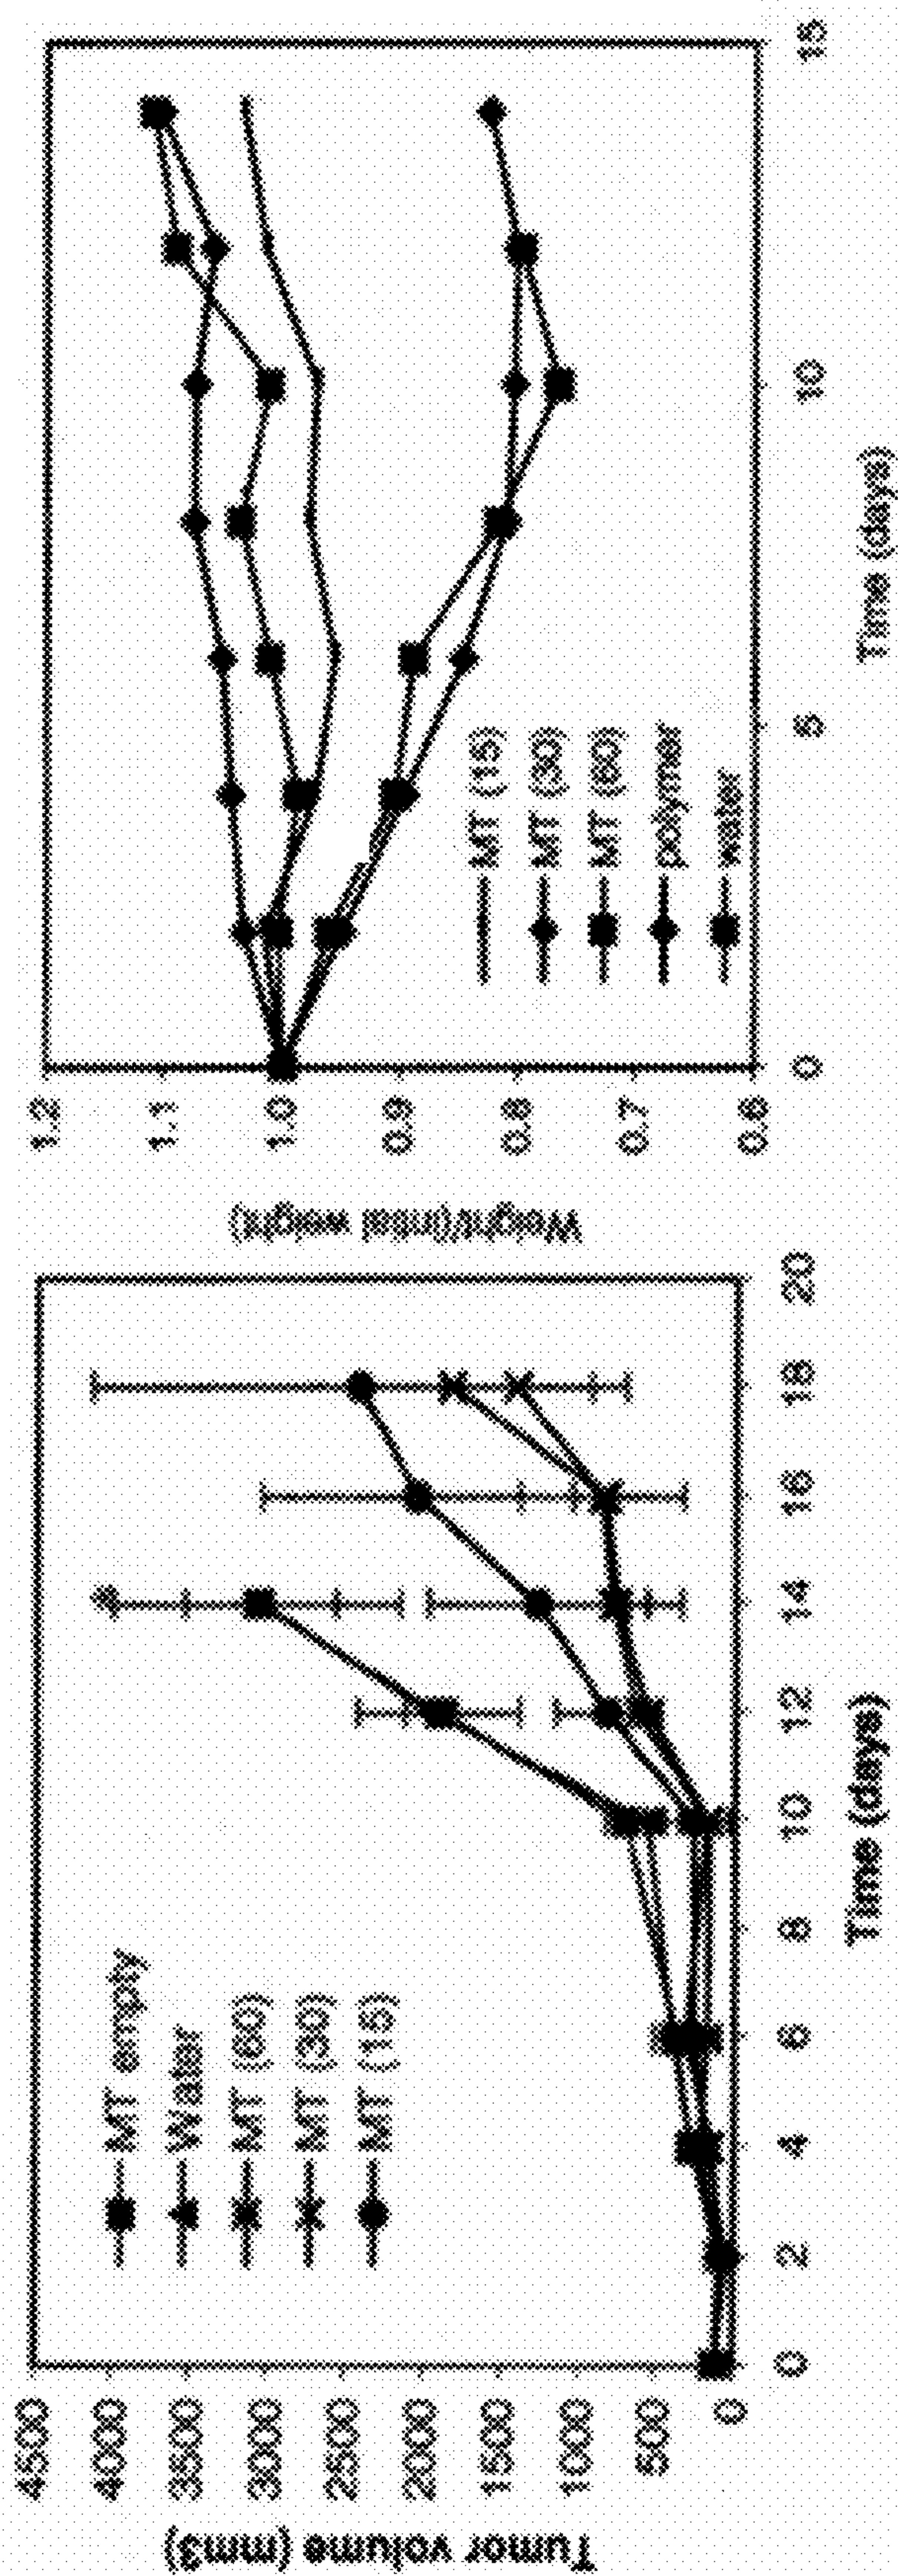 Tumor volume (mm3)
4500
4000
3500
3000
2500
2000
1500
1000
500
0
MT empty
Water
MT (60)
MT (30)
MT (15)
0
2
4
6
8
10
12
14
16
18
20
Time (days)
Weight/(intial weight)
1.2
1.1
1.0
0.9
0.8
0.7
0.6
MT (15)
MT (30)
MT (60)
polymer
water
0
5
10
15
Time (days)